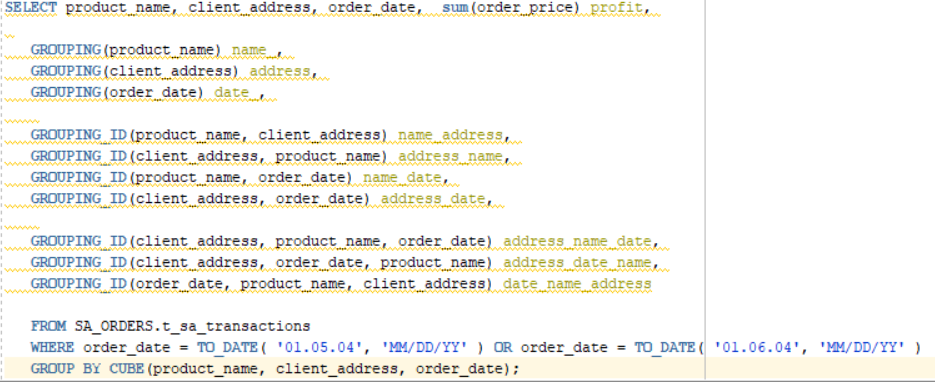 SELECT product_name, client_address, order_date,  sum(order_price) profit,
GROUPING(product_name) name_,
GROUPING(client_address) address,
GROUPING(order_date) date_,
GROUPING_ID(product_name, client_address) name_address,
GROUPING_ID(client_address, product_name) address_name,
GROUPING_ID(product_name, order_date) name_date,
GROUPING_ID(client_address, order_date) address_date,
GROUPING_ID(client_address, product_name, order_date) address_name_date,
GROUPING_ID(client_address, order_date, product_name) address_date_name,
GROUPING_ID(order_date, product_name, client_address) date_name_address
FROM SA_ORDERS.t_sa_transactions
WHERE order_date = TO_DATE( '01.05.04', 'MM/DD/YY' ) OR order_date = TO_DATE( '01.06.04', 'MM/DD/YY' )
GROUP BY CUBE(product_name, client_address, order_date);